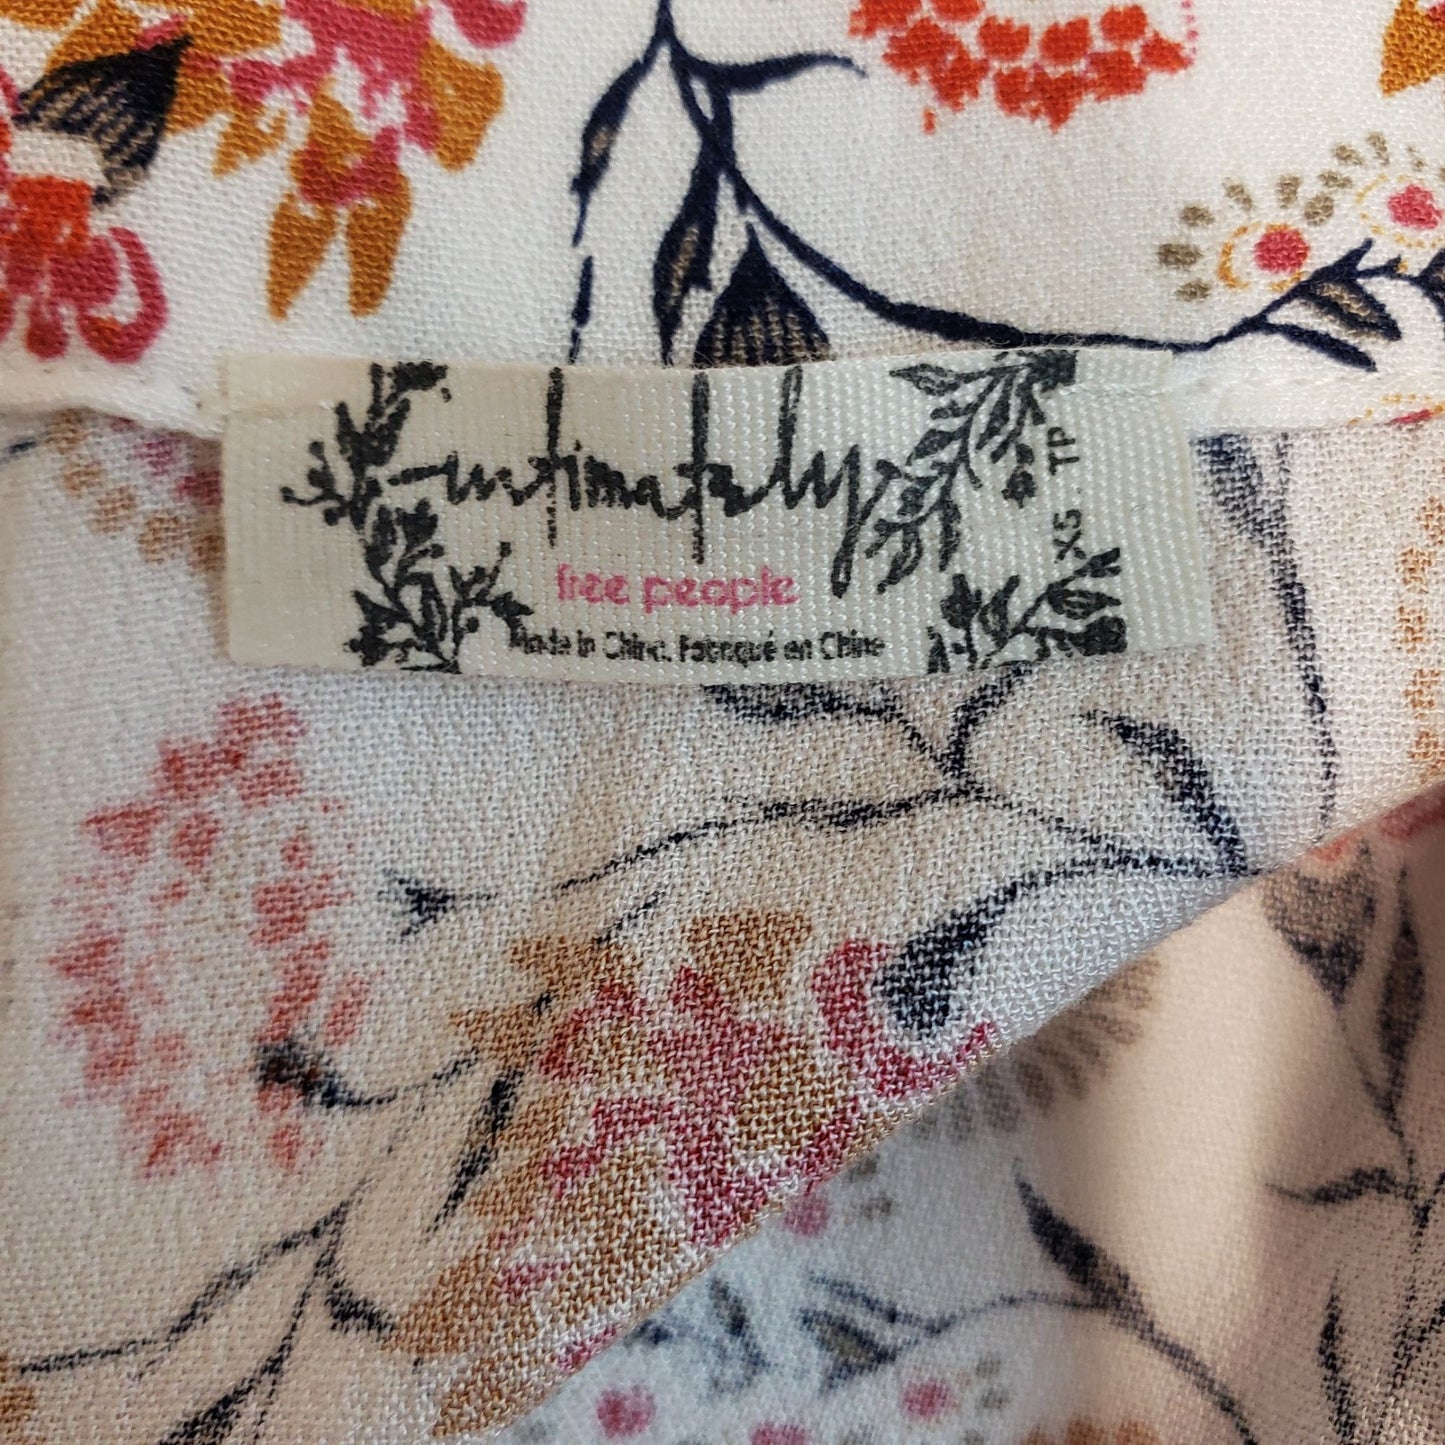 intimately
free people
Made in China. Fabriqué en Chine
XS. TP